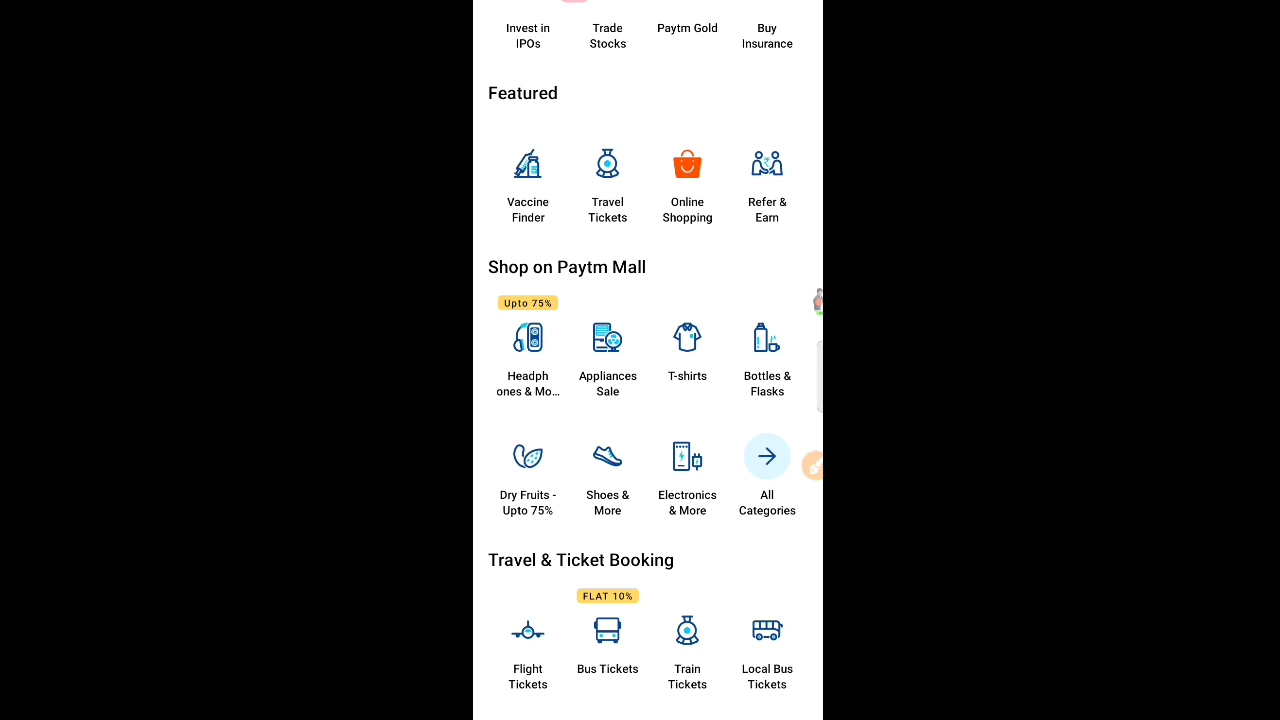 Invest in Trade Paytm Gold Buy
IPOs Stocks Insurance
Featured
Vaccine Travel Online Refer &
Finder Tickets Shopping Earn
Shop on Paytm Mall
Upto 75%
Headph Appliances T-shirts Bottles &
ones & Mo... Sale Flasks
Dry Fruits - Shoes & Electronics All
Upto 75% More & More Categories
Travel & Ticket Booking
FLAT 10%
Flight Bus Tickets Train Local Bus
Tickets Tickets Tickets